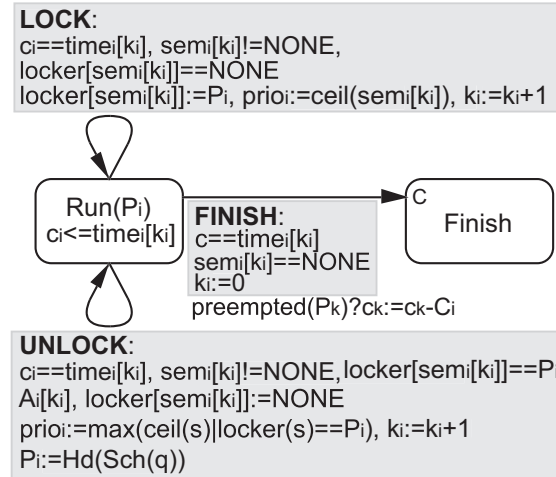 LOCK:
ci==timei[ki], semi[ki]!=NONE,
locker[semi[ki]]==NONE
locker[semi[ki]]:=Pi, prioi:=ceil(semi[ki]), ki:=ki+1
Run(Pi)
ci<=timei[ki]
FINISH:
c==timei[ki]
semi[ki]==NONE
ki:=0
preempted(Pk)?ck:=ck-Ci
C
Finish
UNLOCK:
ci==timei[ki], semi[ki]!=NONE,locker[semi[ki]]==Pi
Ai[ki], locker[semi[ki]]:=NONE
prioi:=max(ceil(s)|locker(s)==Pi), ki:=ki+1
Pi:=Hd(Sch(q))